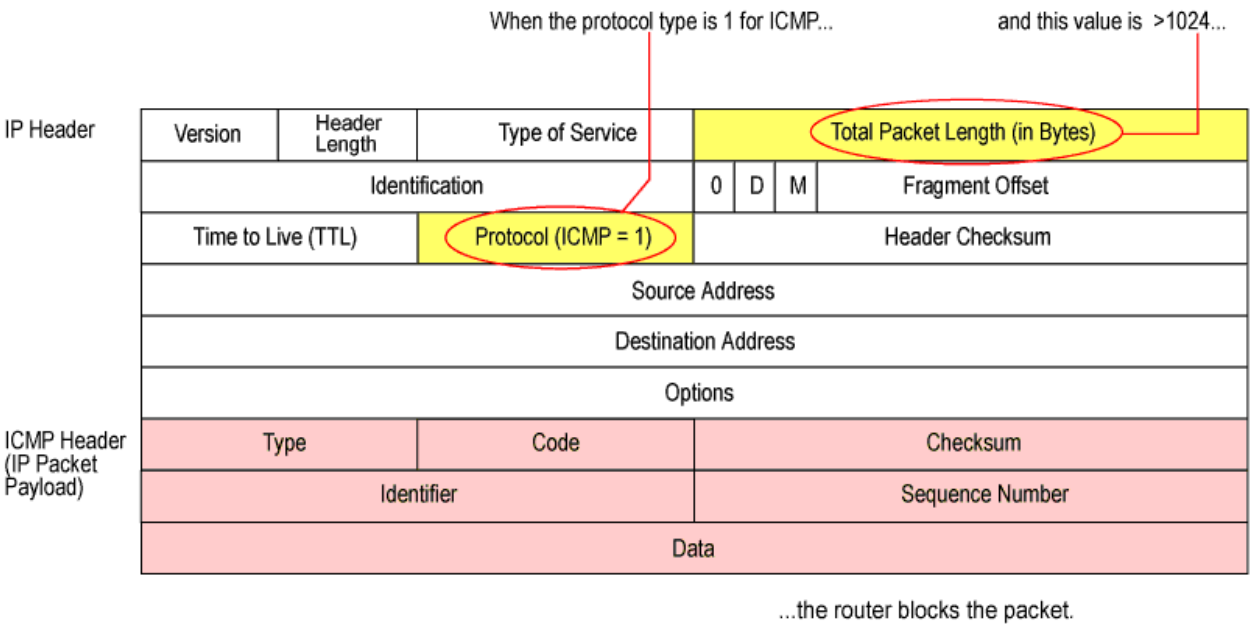 When the protocol type is 1 for ICMP...
and this value is >1024...
IP Header
Version
Header
Length
Type of Service
Total Packet Length (in Bytes)
Identification
0
D
M
Fragment Offset
Time to Live (TTL)
Protocol (ICMP = 1)
Header Checksum
Source Address
Destination Address
Options
ICMP Header
(IP Packet
Payload)
Type
Code
Checksum
Identifier
Sequence Number
Data
...the router blocks the packet.